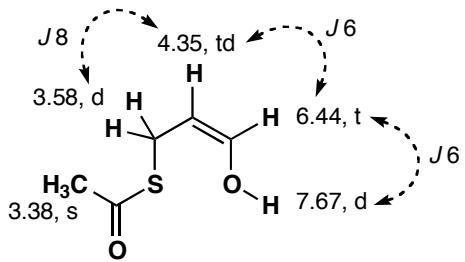 J 8
4.35, td
J 6
3.58, d
H
H
H
H
6.44, t
J 6
H3C
S
O
H
7.67, d
3.38, s
O